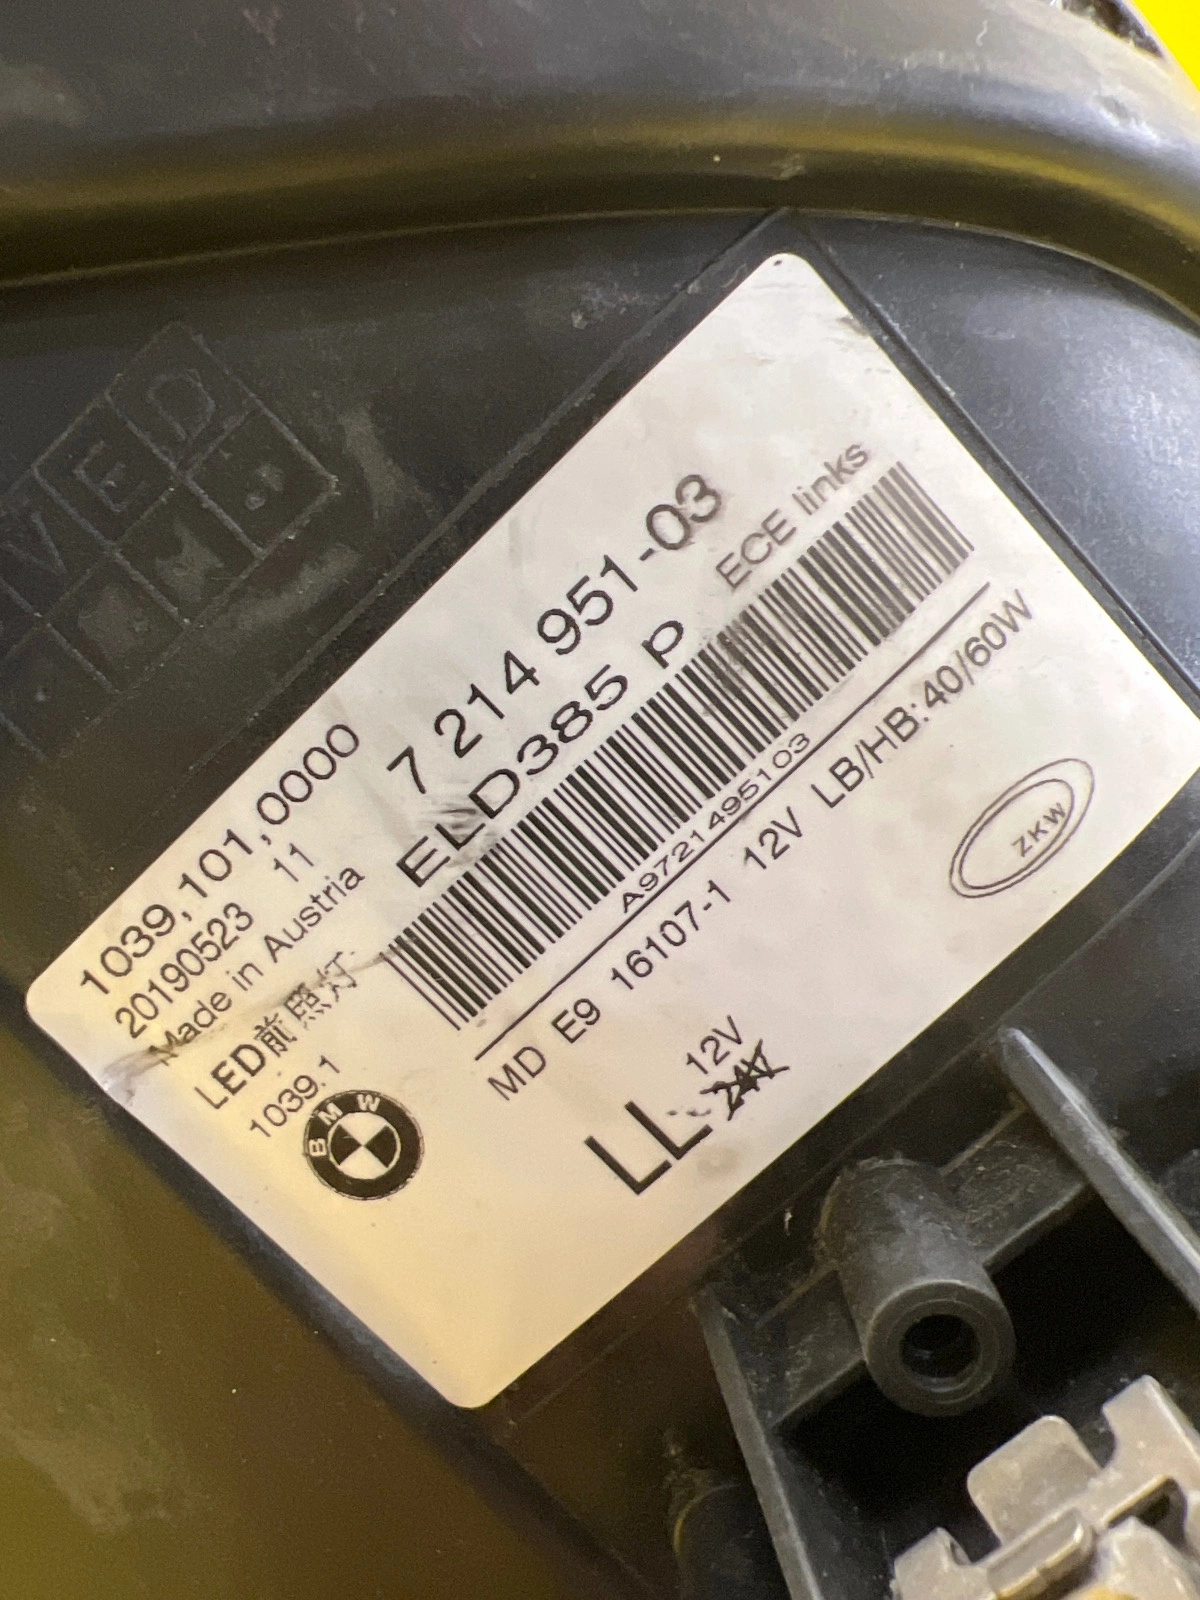 VED
1039,101,0000
20190523 11
Made in Austria
LED前照灯
1039.1
BMW
7 214 951-03
ELD385 p
ECE links
A9721495103
MD E9 16107-1 12V LB/HB:40/60W
12V
24V
LL
ZKW